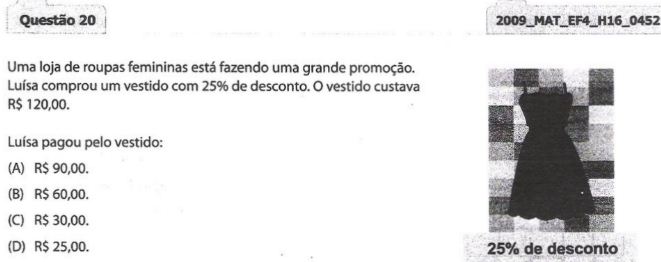 Questão 20
2009_MAT_EF4_H16_0452
Uma loja de roupas femininas está fazendo uma grande promoção.
Luísa comprou um vestido com 25% de desconto. O vestido custava
R$ 120,00.
Luísa pagou pelo vestido:
(A) R$ 90,00.
(B) R$ 60,00.
(C) R$ 30,00.
(D) R$ 25,00.
25% de desconto